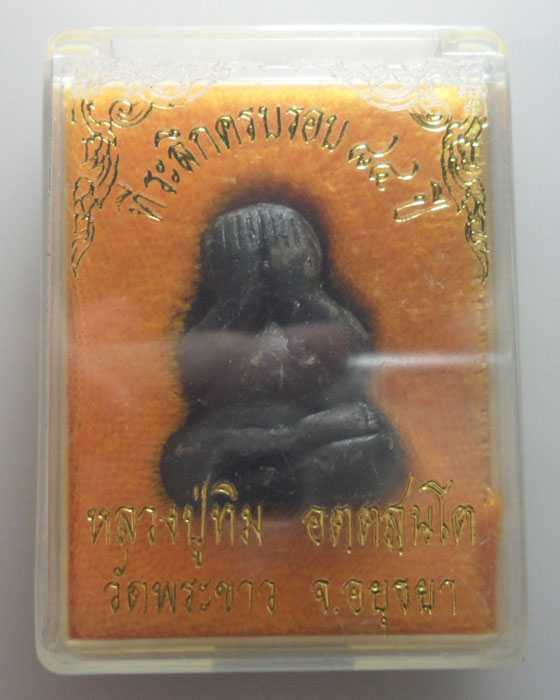 ที่ระลึกครบรอบ ๘๘ ปี
หลวงปู่ทิม อตฺตสนฺโต
วัดพระขาว จ.อยุธยา